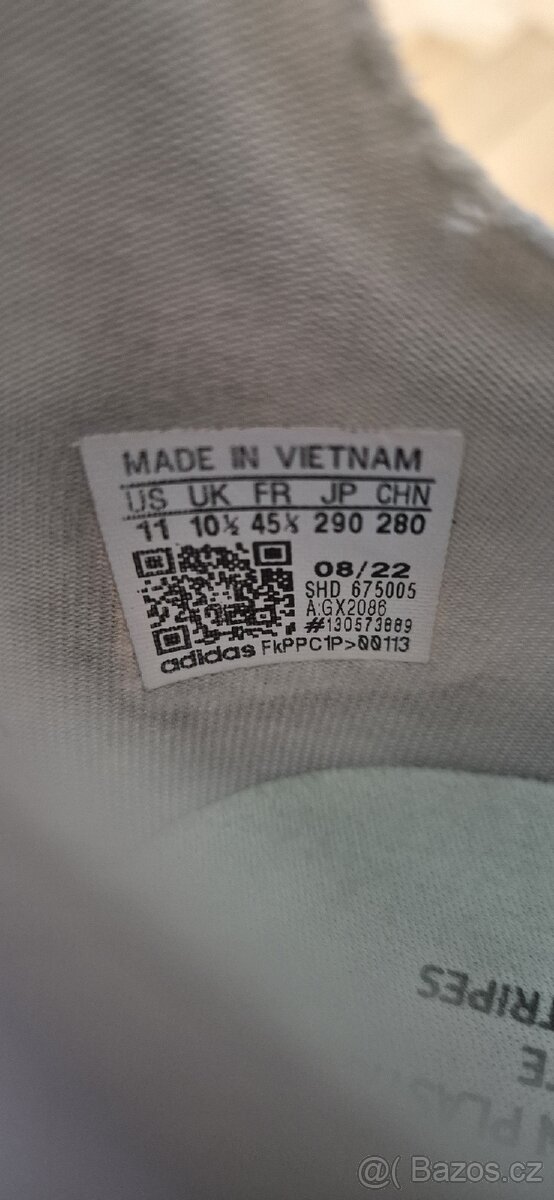 MADE IN VIETNAM
US UK FR JP CHN
11 10½ 45⅓ 290 280
08/22
SHD 675005
A:GX2086
#130573889
adidas FkPPC1P>00113
TRIPES
@( Bazos.cz